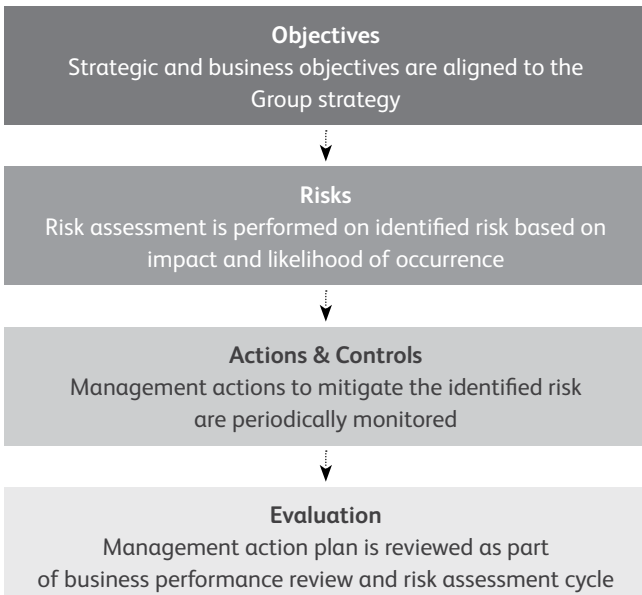 Objectives
Strategic and business objectives are aligned to the
Group strategy
Risks
Risk assessment is performed on identified risk based on
impact and likelihood of occurrence
Actions & Controls
Management actions to mitigate the identified risk
are periodically monitored
Evaluation
Management action plan is reviewed as part
of business performance review and risk assessment cycle